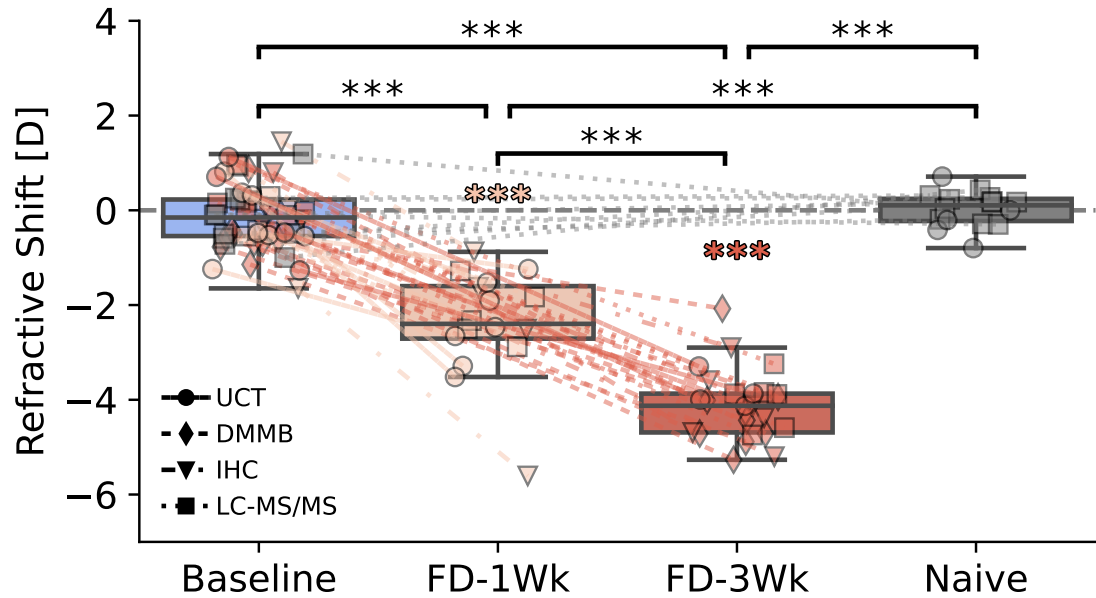 4
***
***
***
***
2
***
***
0
***
−2
−4
−6
Refractive Shift [D]
UCT
DMMB
IHC
LC-MS/MS
Baseline
FD-1Wk
FD-3Wk
Naive